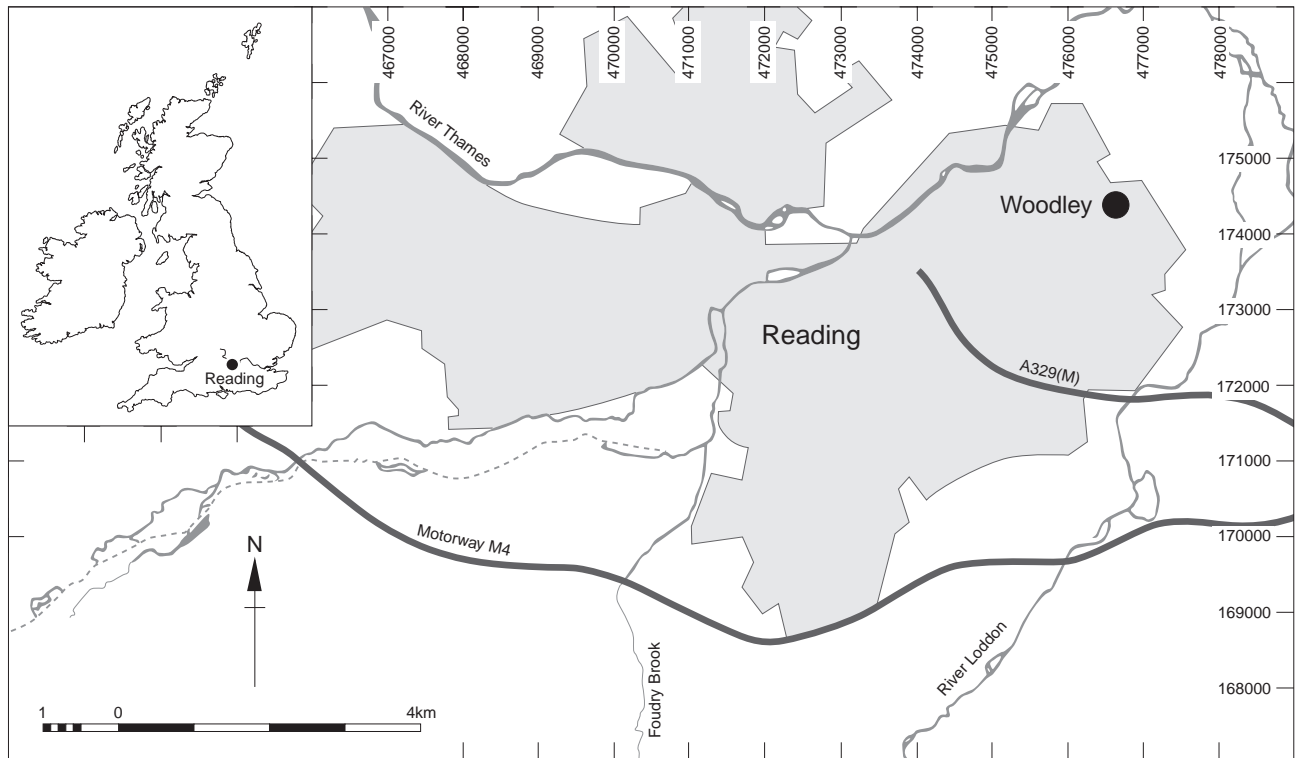 467000
468000
469000
470000
471000
472000
473000
474000
475000
476000
477000
478000
River Thames
175000
Woodley
174000
173000
Reading
A329(M)
Reading
172000
171000
Motorway M4
170000
N
169000
River Loddon
Foudry Brook
168000
1 0 4km